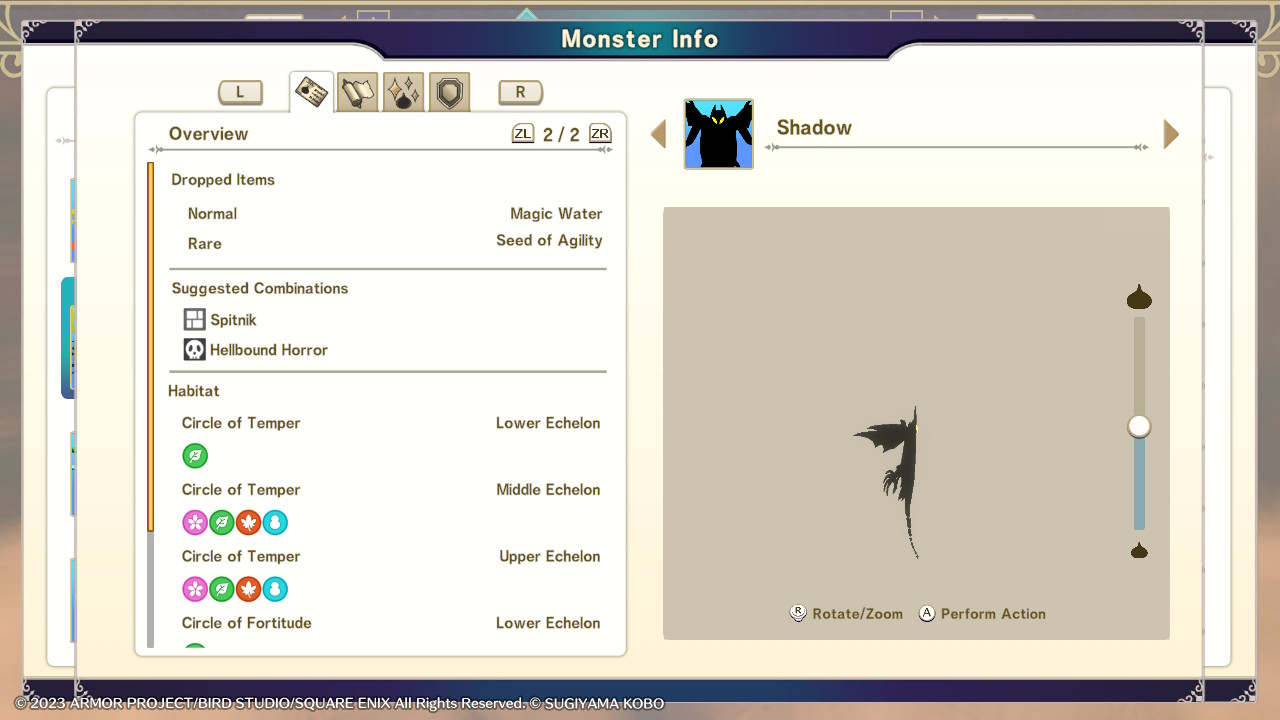 Monster Info
L
R
Overview
ZL 2 / 2 ZR
Dropped Items
Normal Magic Water
Rare Seed of Agility
Suggested Combinations
Spitnik
Hellbound Horror
Habitat
Circle of Temper Lower Echelon
Circle of Temper Middle Echelon
Circle of Temper Upper Echelon
Circle of Fortitude Lower Echelon
Shadow
R Rotate/Zoom A Perform Action
© 2023 ARMOR PROJECT/BIRD STUDIO/SQUARE ENIX All Rights Reserved. © SUGIYAMA KOBO